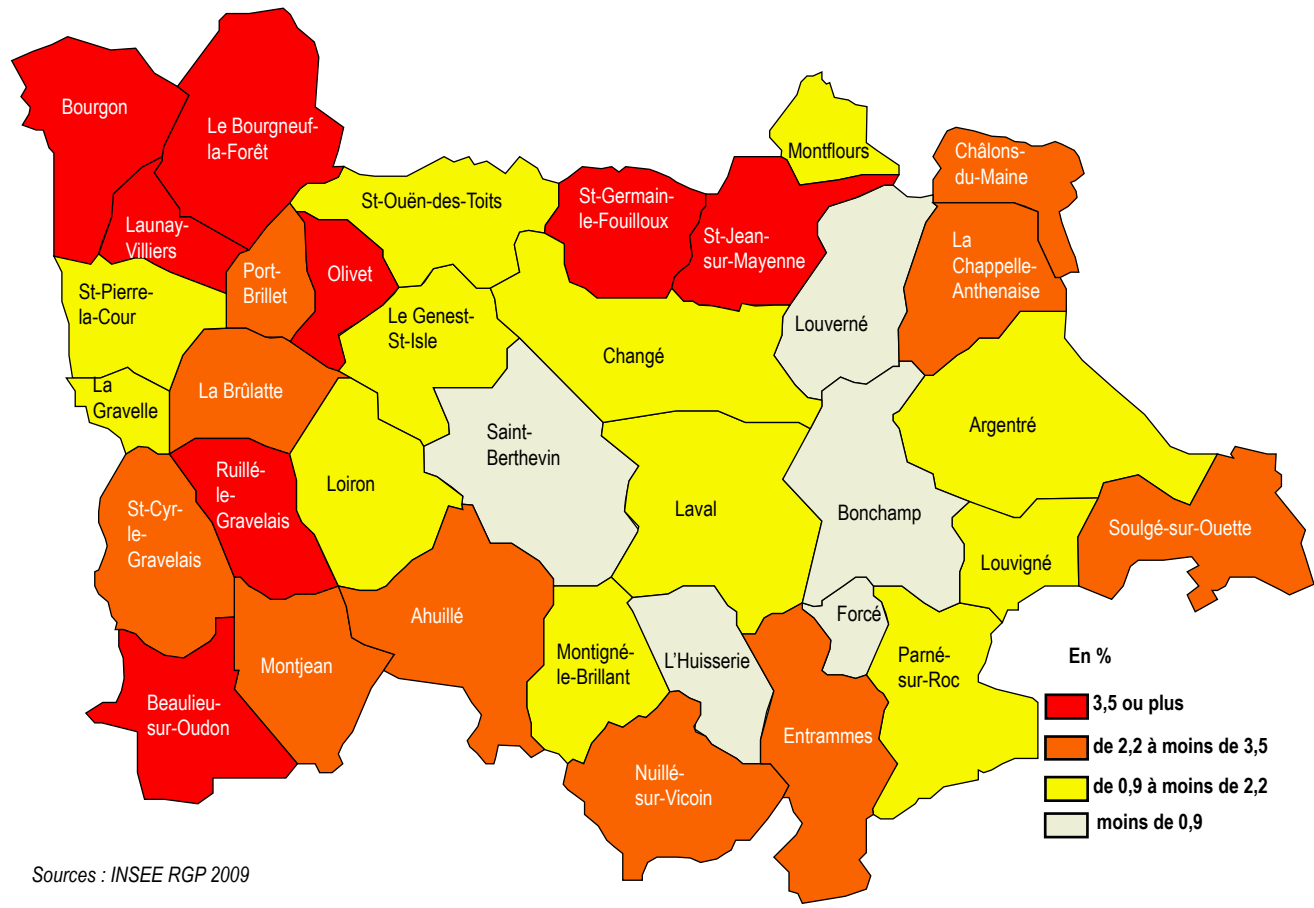 Bourgon
Le Bourgneuf-
la-Forêt
Montflours
Châlons-
du-Maine
St-Ouën-des-Toits
St-Germain-
le-Fouilloux
St-Jean-
sur-Mayenne
Launay-
Villiers
Port-
Brillet
Olivet
La
Chappelle-
Anthenaise
St-Pierre-
la-Cour
Le Genest-
St-Isle
Changé
Louverné
La
Gravelle
La Brûlatte
Saint-
Berthevin
Argentré
Ruillé-
le-
Gravelais
Loiron
St-Cyr-
le-
Gravelais
Laval
Bonchamp
Soulgé-sur-Ouette
Louvigné
Ahuillé
Forcé
Montjean
Montigné-
le-Brillant
L'Huisserie
Parné-
sur-Roc
Beaulieu-
sur-Oudon
Entrammes
Nuillé-
sur-Vicoin
En %
3,5 ou plus
de 2,2 à moins de 3,5
de 0,9 à moins de 2,2
moins de 0,9
Sources : INSEE RGP 2009